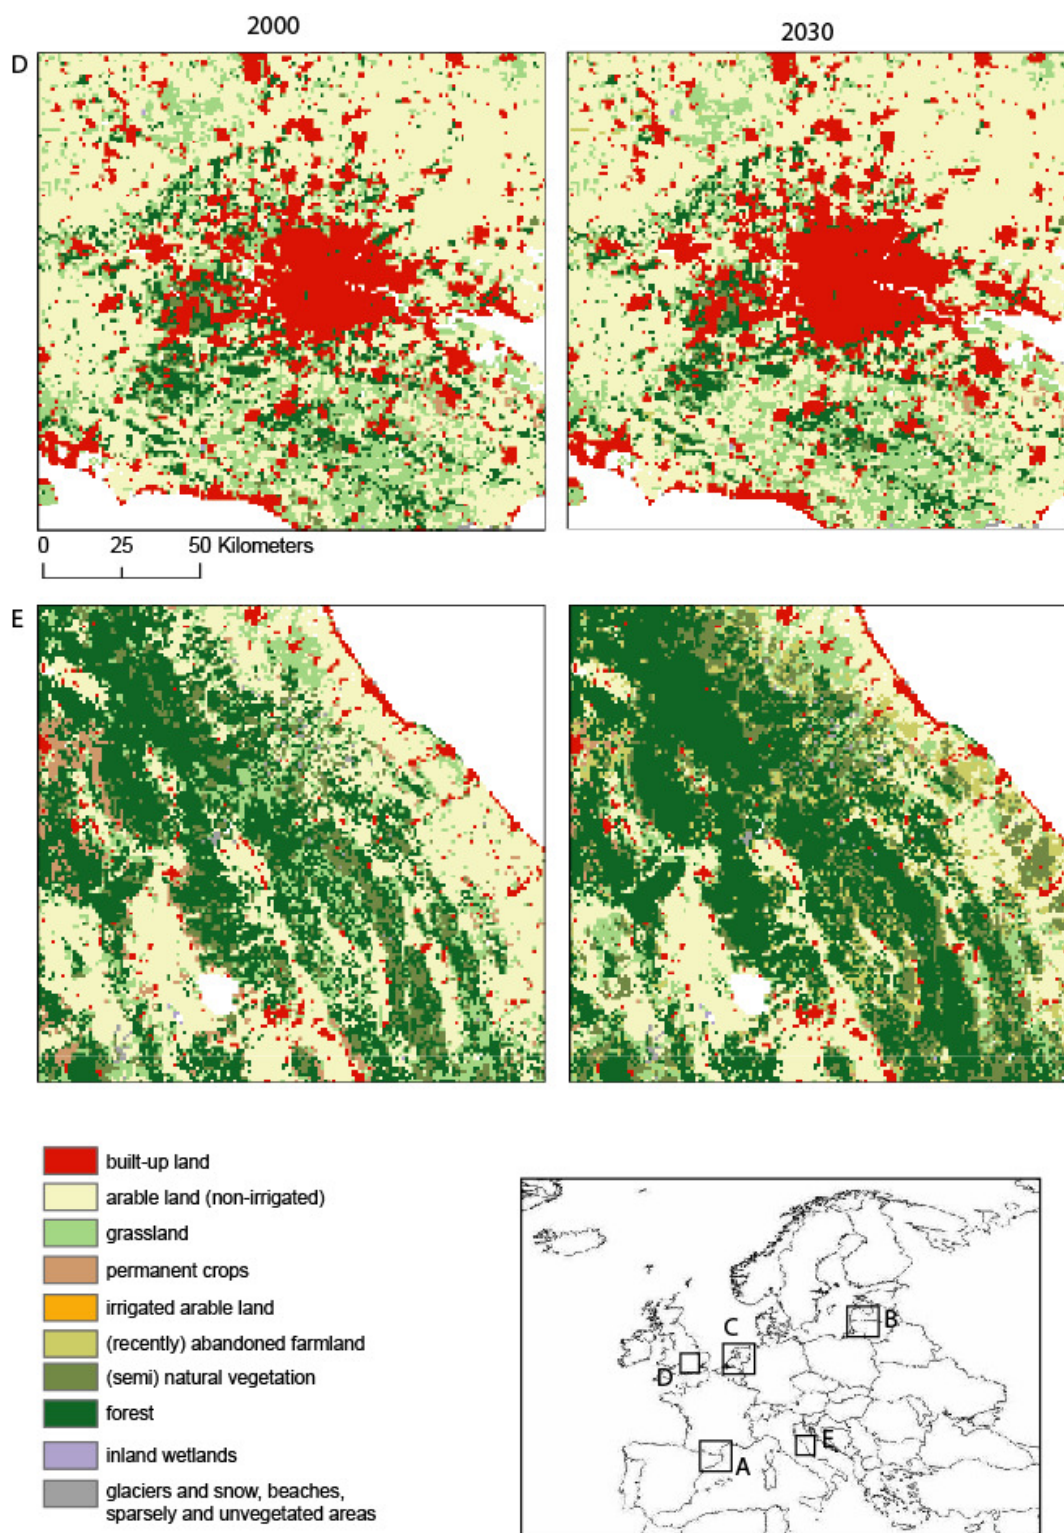 2000
2030
D
0 25 50 Kilometers
E
built-up land
arable land (non-irrigated)
grassland
permanent crops
irrigated arable land
(recently) abandoned farmland
(semi) natural vegetation
forest
inland wetlands
glaciers and snow, beaches,
sparsely and unvegetated areas
B
C
D
E
A